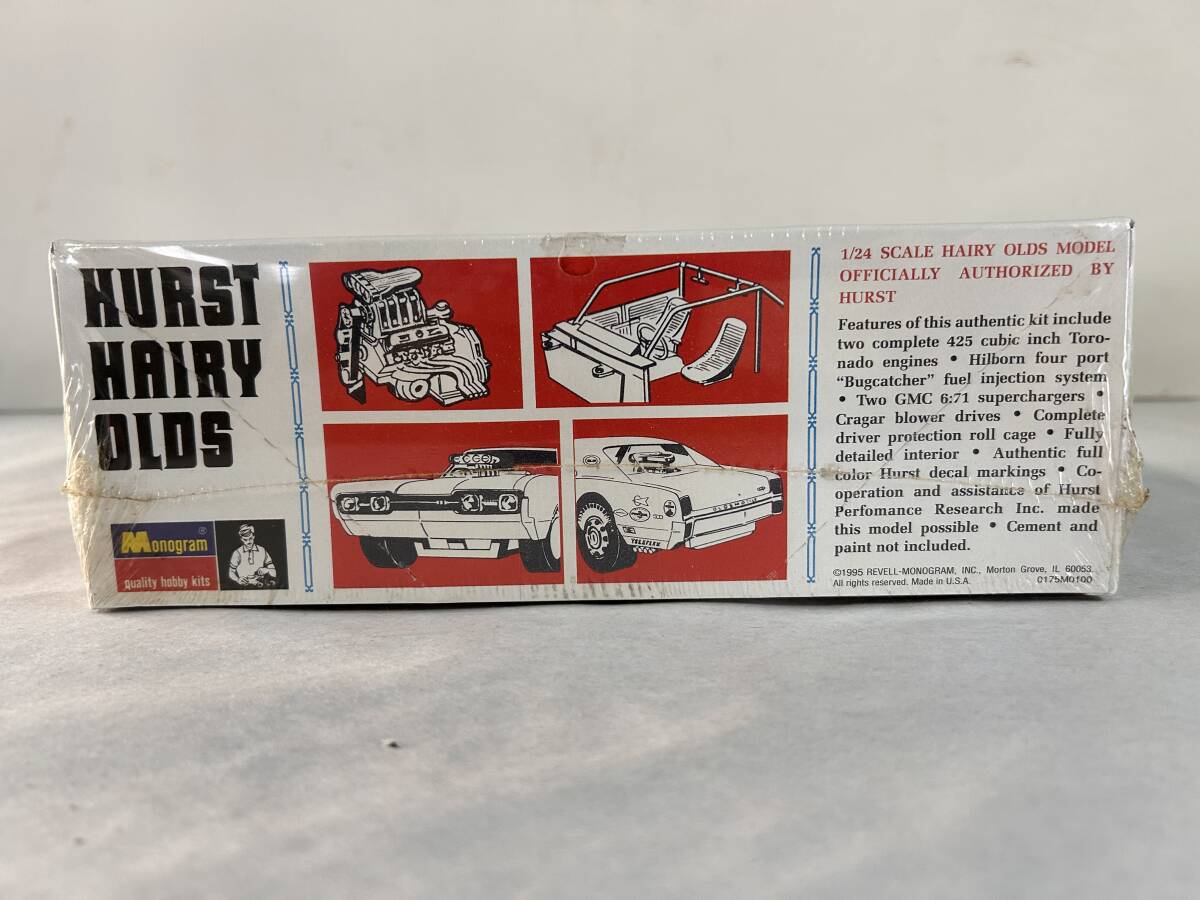 HURST
HAIRY
OLDS
Monogram®
quality hobby kits
TELEFLEX
1/24 SCALE HAIRY OLDS MODEL
OFFICIALLY AUTHORIZED BY
HURST
Features of this authentic kit include
two complete 425 cubic inch Toro-
nado engines • Hilborn four port
“Bugcatcher” fuel injection system
• Two GMC 6:71 superchargers •
Cragar blower drives • Complete
driver protection roll cage • Fully
detailed interior • Authentic full
color Hurst decal markings • Co-
operation and assistance of Hurst
Perfomance Research Inc. made
this model possible • Cement and
paint not included.
©1995 REVELL-MONOGRAM, INC., Morton Grove, IL 60053.
All rights reserved. Made in U.S.A. 0175M0100